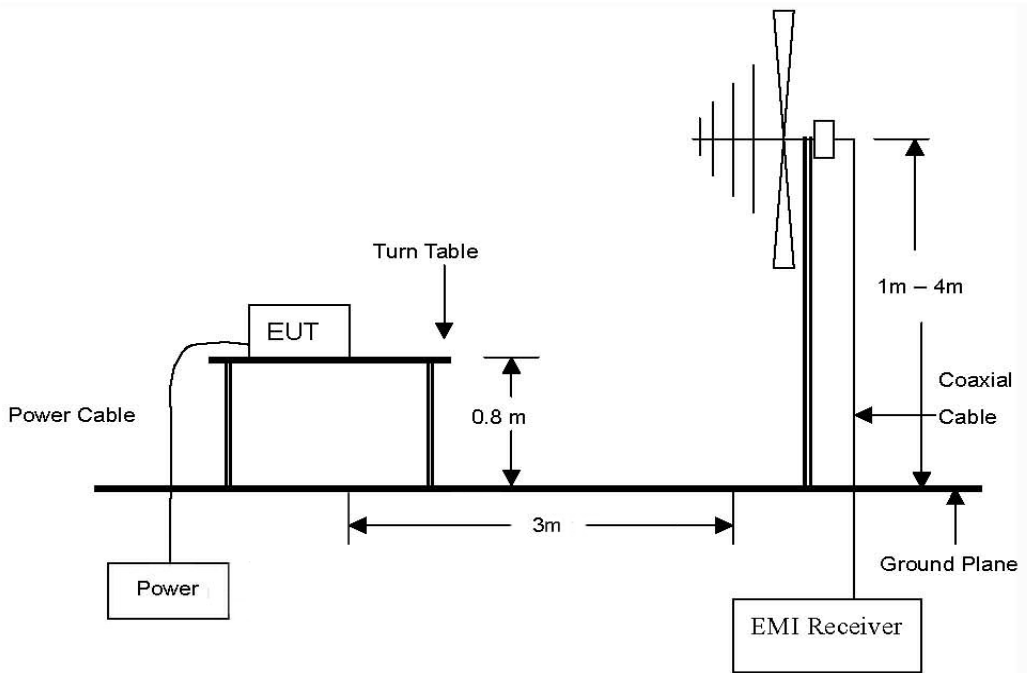 Turn Table
1m – 4m
EUT
Coaxial
Cable
Power Cable
0.8 m
3m
Ground Plane
Power
EMI Receiver